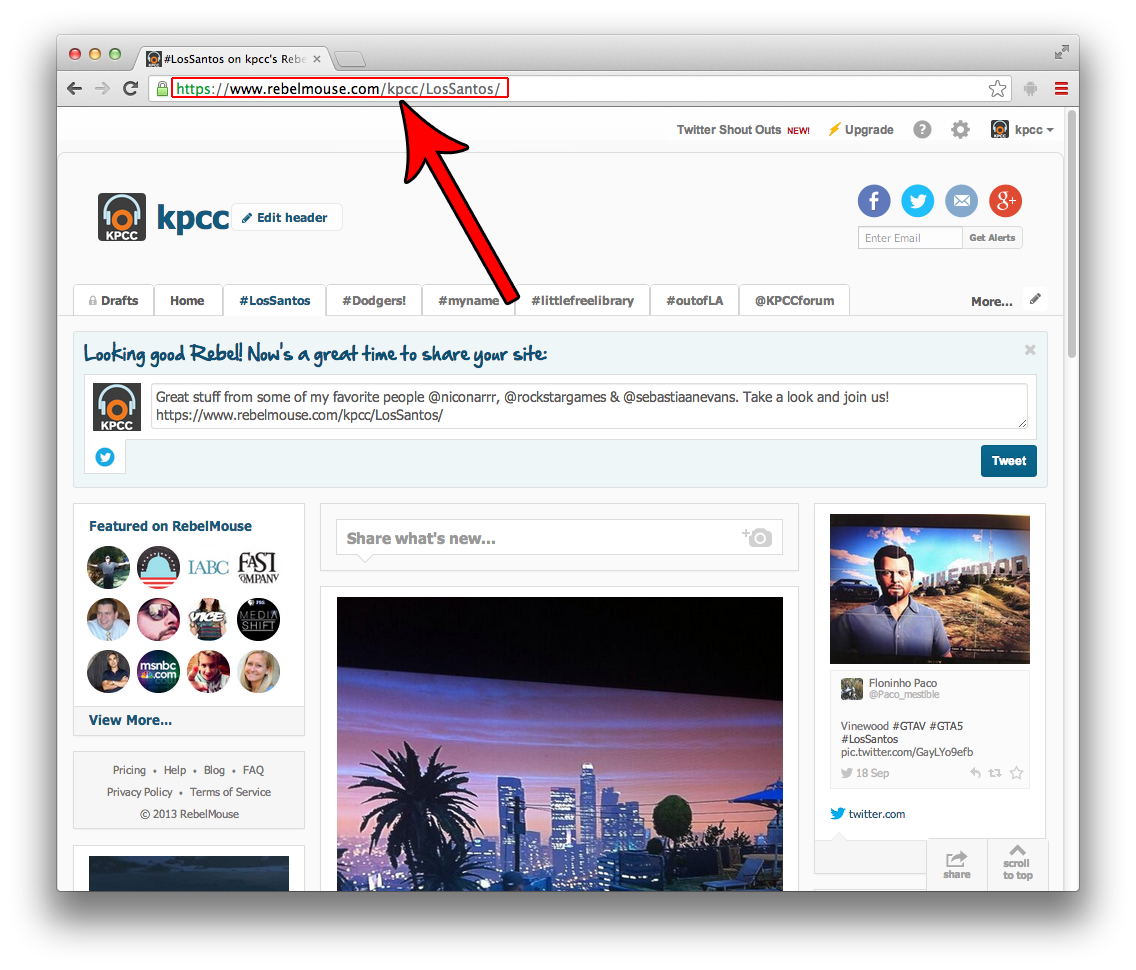 #LosSantos on kpcc's Rebe
https://www.rebelmouse.com/kpcc/LosSantos/
Twitter Shout Outs NEW! Upgrade ? kpcc
KPCC
kpcc Edit header
Enter Email Get Alerts
Drafts Home #LosSantos #Dodgers! #myname #littlefreelibrary #outofLA @KPCCforum More...
Looking good Rebel! Now's a great time to share your site:
KPCC
Great stuff from some of my favorite people @niconarrr, @rockstargames & @sebastiaanevans. Take a look and join us!
https://www.rebelmouse.com/kpcc/LosSantos/
Tweet
Featured on RebelMouse
IABC FAST COMPANY
VICE PBS MEDIA SHIFT
msnbc.com
View More...
Pricing • Help • Blog • FAQ
Privacy Policy • Terms of Service
© 2013 RebelMouse
Share what's new...
VINEWOOD
Floninho Paco
@Paco_mestible
Vinewood #GTAV #GTA5
#LosSantos
pic.twitter.com/GayLYo9efb
18 Sep
twitter.com
share
scroll
to top